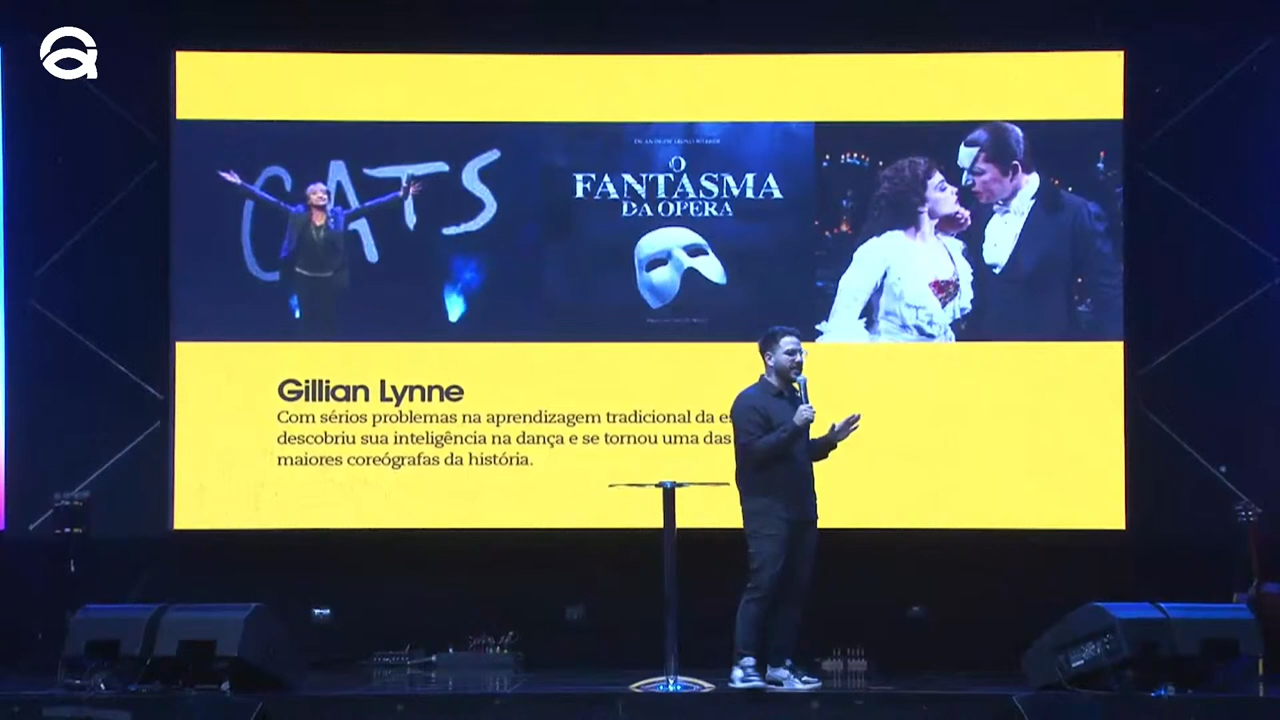 CATS
O
FANTASMA
DA OPERA
Gillian Lynne
Com sérios problemas na aprendizagem tradicional da
descobriu sua inteligência na dança e se tornou uma das
maiores coreógrafas da história.